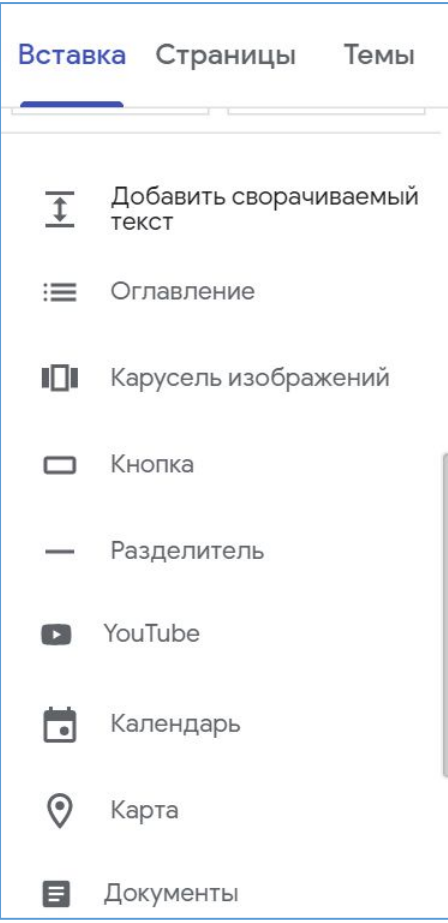 Вставка Страницы Темы
Добавить сворачиваемый
текст
Оглавление
Карусель изображений
Кнопка
Разделитель
YouTube
Календарь
Карта
Документы